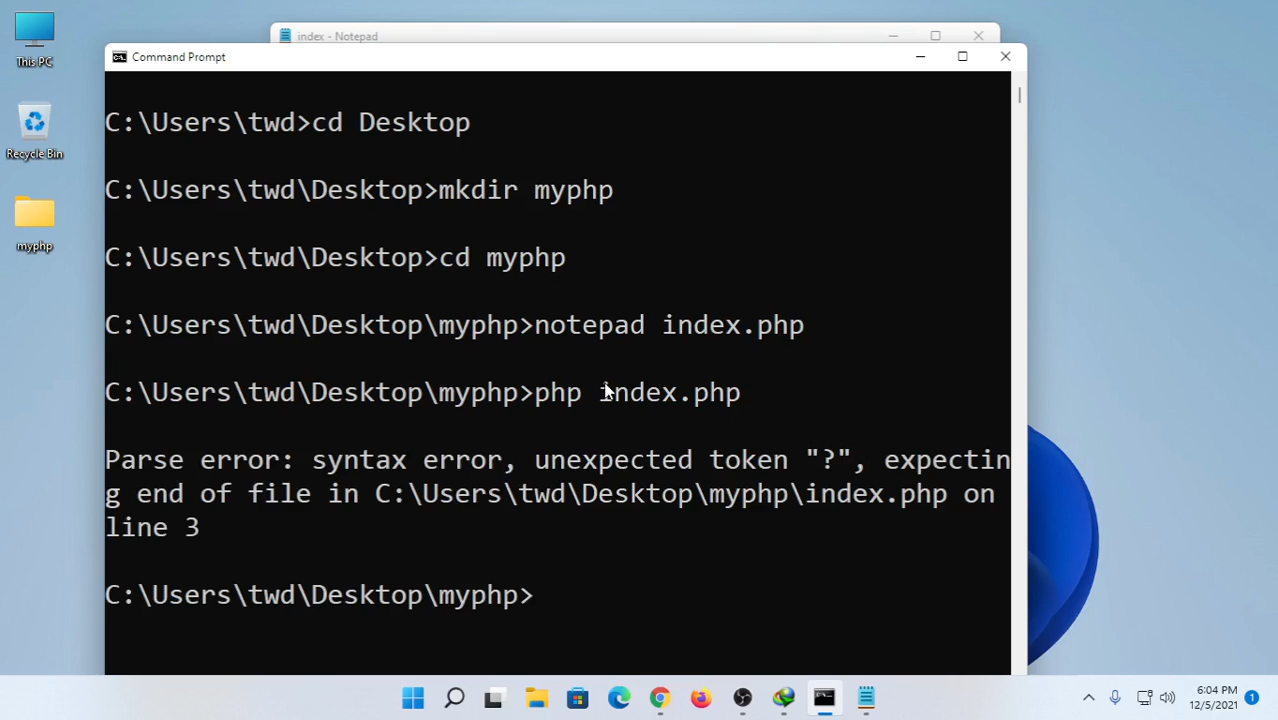 This PC
Recycle Bin
myphp
index - Notepad
Command Prompt
C:\Users\twd>cd Desktop
C:\Users\twd\Desktop>mkdir myphp
C:\Users\twd\Desktop>cd myphp
C:\Users\twd\Desktop\myphp>notepad index.php
C:\Users\twd\Desktop\myphp>php index.php
Parse error: syntax error, unexpected token "?", expectin
g end of file in C:\Users\twd\Desktop\myphp\index.php on
line 3
C:\Users\twd\Desktop\myphp>
6:04 PM
12/5/2021
1